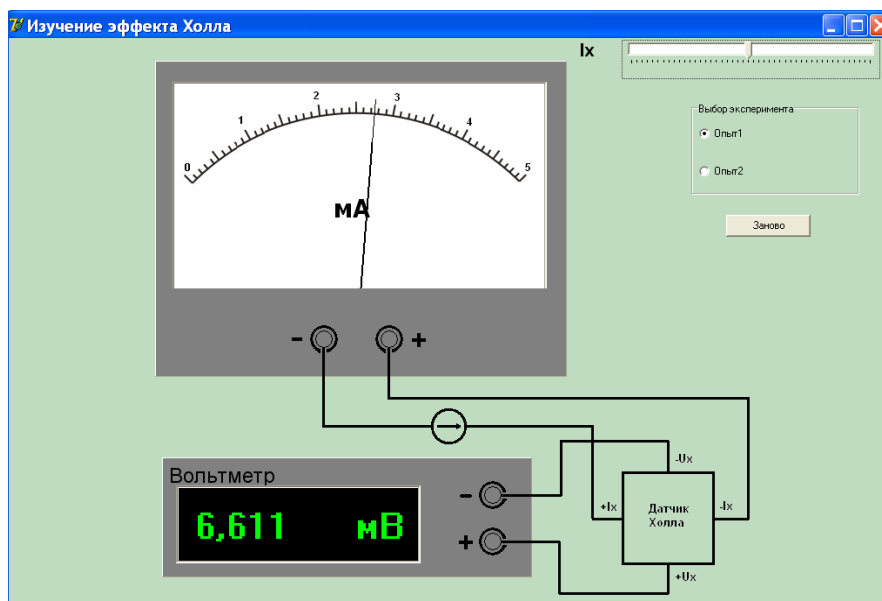 Изучение эффекта Холла
Ix
Выбор эксперимента
Опыт1
Опыт2
Заново
0 1 2 3 4 5
мА
- +
Вольтметр
6,611 мВ
-
+
-Ux
+Ix
Датчик
Холла
-Ix
+Ux